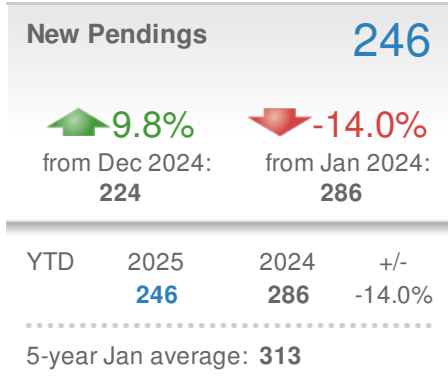 New Pendings 246
9.8% -14.0%
from Dec 2024: from Jan 2024:
224 286
YTD 2025 2024 +/-
246 286 -14.0%
5-year Jan average: 313